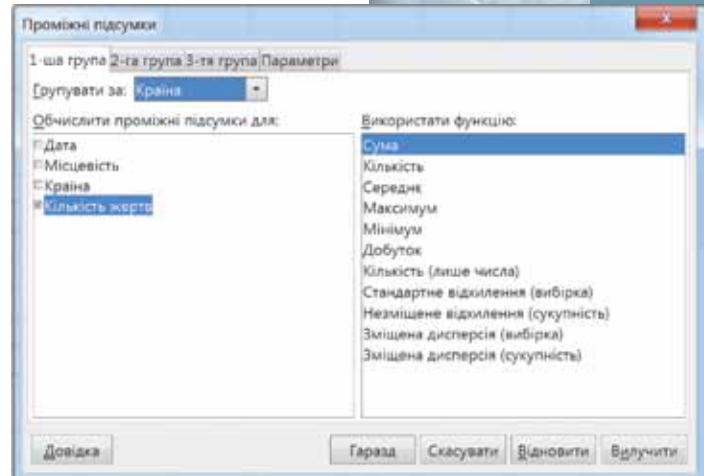 Проміжні підсумки
1-ша група 2-га група 3-тя група Параметри
Групувати за: Країна
Обчислити проміжні підсумки для:
Дата
Місцевість
Країна
Кількість жертв
Використати функцію:
Сума
Кількість
Середнє
Максимум
Мінімум
Добуток
Кількість (лише числа)
Стандартне відхилення (вибірка)
Незміщене відхилення (сукупність)
Зміщена дисперсія (вибірка)
Зміщена дисперсія (сукупність)
Довідка Гаразд Скасувати Відновити Вилучити